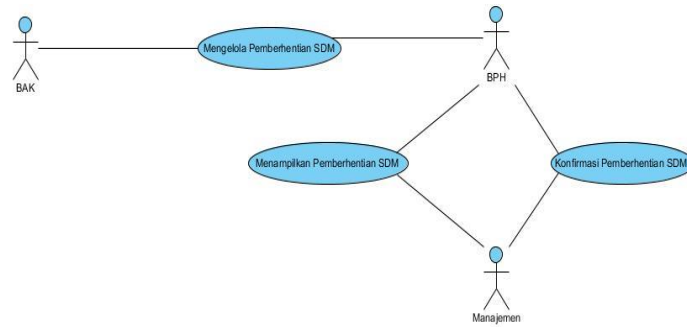 Mengelola Pemberhentian SDM
BAK
BPH
Menampilkan Pemberhentian SDM
Konfirmasi Pemberhentian SDM
Manajemen